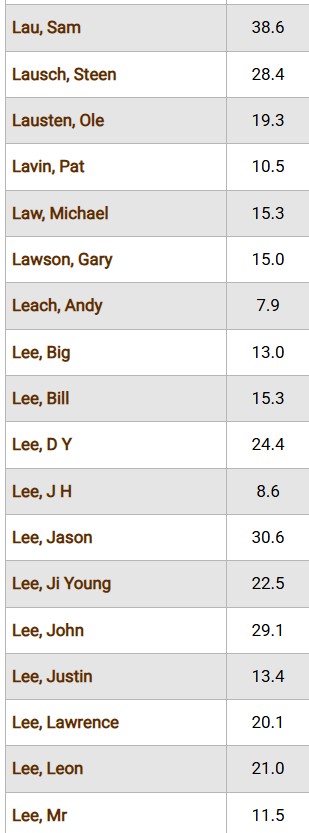 Lau, Sam 38.6
Lausch, Steen 28.4
Lausten, Ole 19.3
Lavin, Pat 10.5
Law, Michael 15.3
Lawson, Gary 15.0
Leach, Andy 7.9
Lee, Big 13.0
Lee, Bill 15.3
Lee, D Y 24.4
Lee, J H 8.6
Lee, Jason 30.6
Lee, Ji Young 22.5
Lee, John 29.1
Lee, Justin 13.4
Lee, Lawrence 20.1
Lee, Leon 21.0
Lee, Mr 11.5